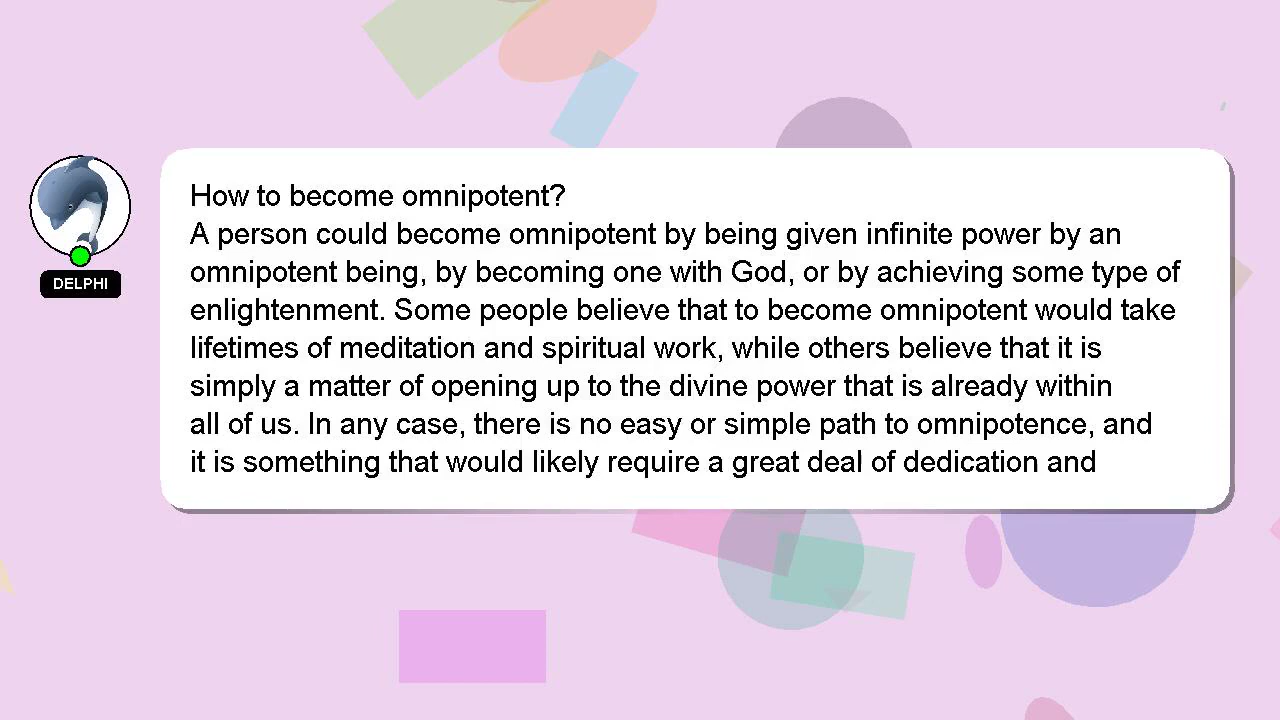 How to become omnipotent?
A person could become omnipotent by being given infinite power by an
omnipotent being, by becoming one with God, or by achieving some type of
enlightenment. Some people believe that to become omnipotent would take
lifetimes of meditation and spiritual work, while others believe that it is
simply a matter of opening up to the divine power that is already within
all of us. In any case, there is no easy or simple path to omnipotence, and
it is something that would likely require a great deal of dedication and
DELPHI